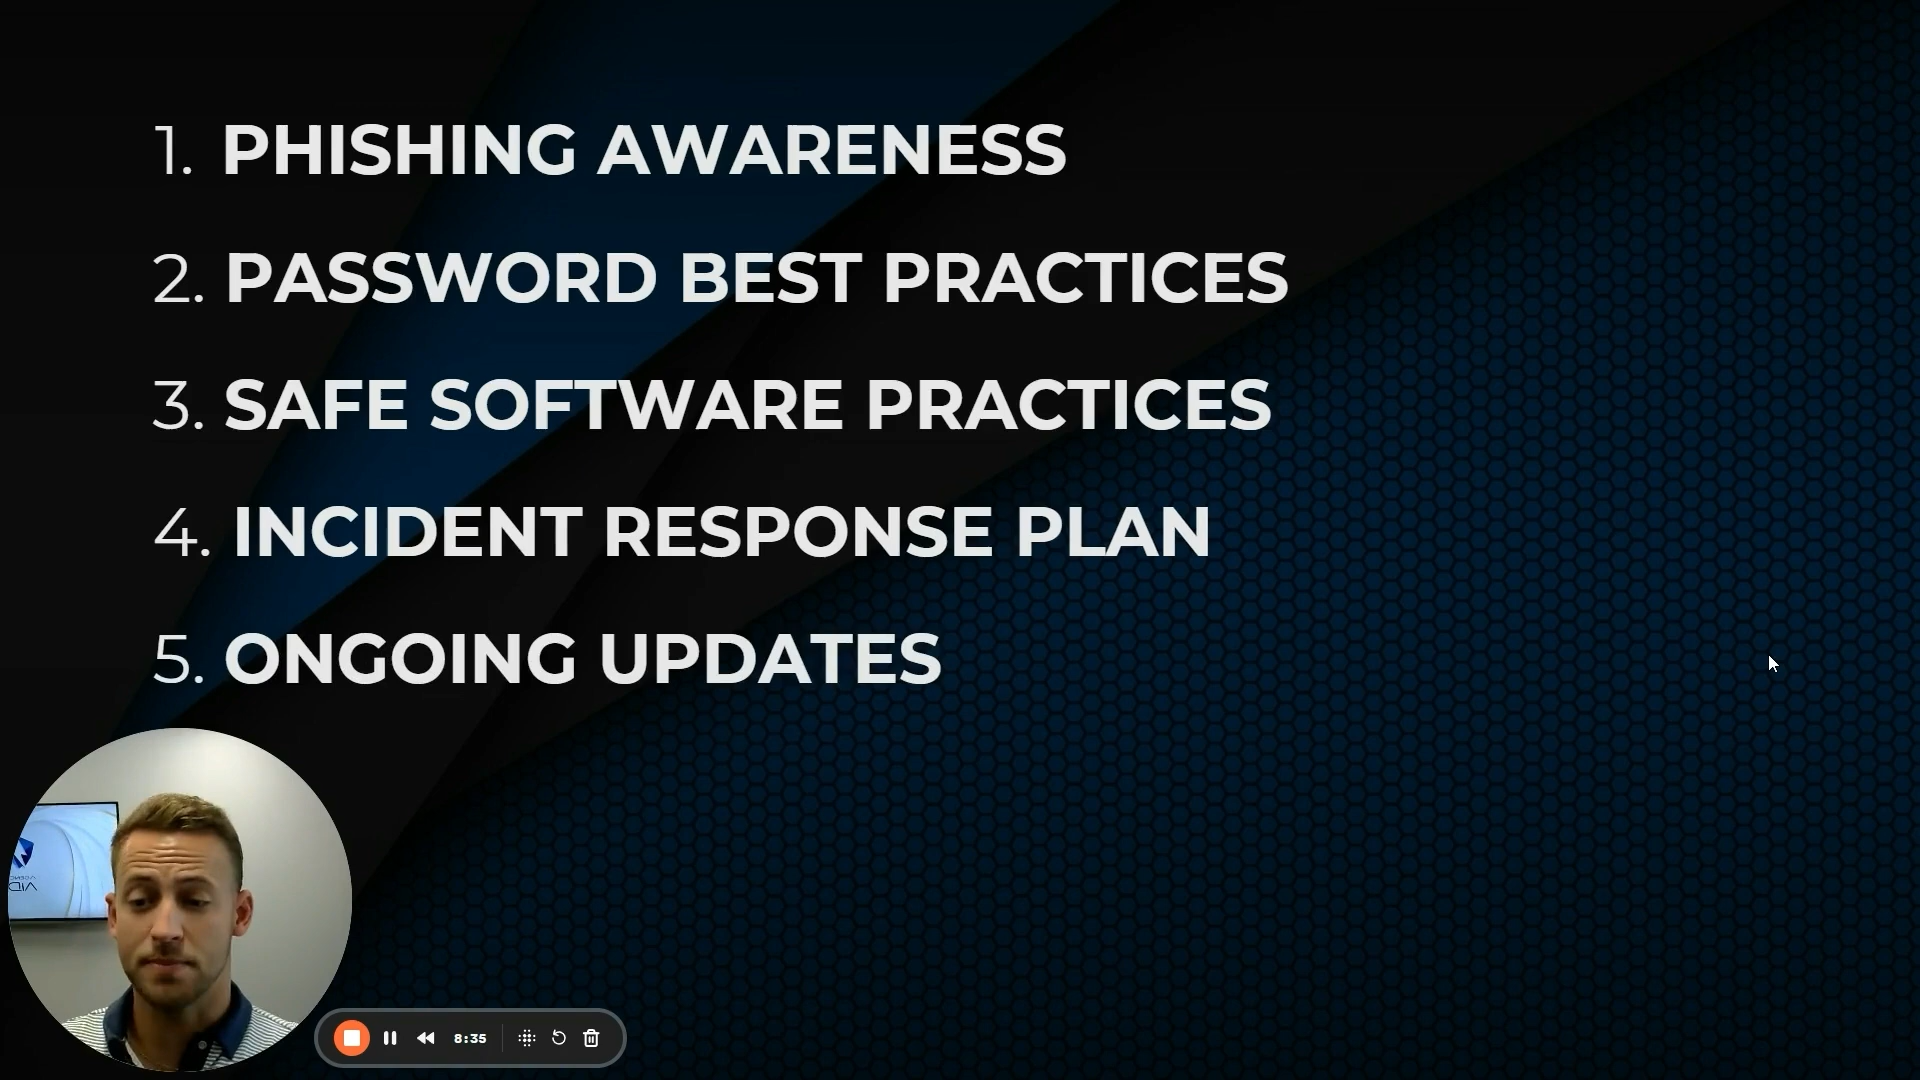 1. PHISHING AWARENESS
2. PASSWORD BEST PRACTICES
3. SAFE SOFTWARE PRACTICES
4. INCIDENT RESPONSE PLAN
5. ONGOING UPDATES
8:35